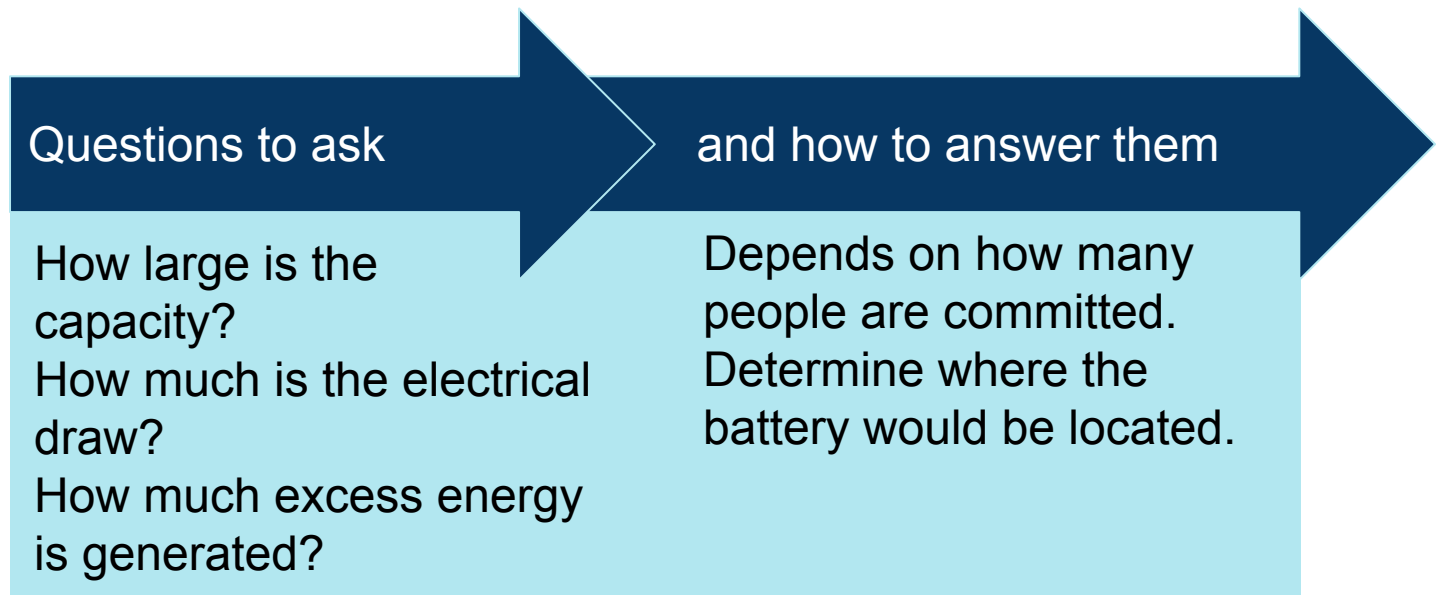 Questions to ask
and how to answer them
How large is the
capacity?
How much is the electrical
draw?
How much excess energy
is generated?
Depends on how many
people are committed.
Determine where the
battery would be located.